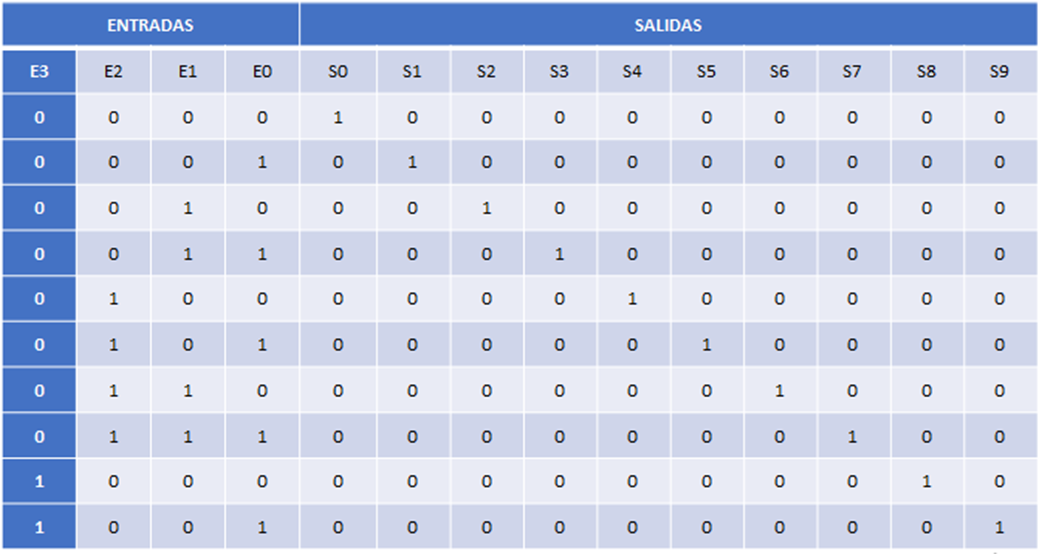 ENTRADAS SALIDAS
E3 E2 E1 E0 S0 S1 S2 S3 S4 S5 S6 S7 S8 S9
0 0 0 0 1 0 0 0 0 0 0 0 0 0
0 0 0 1 0 1 0 0 0 0 0 0 0 0
0 0 1 0 0 0 1 0 0 0 0 0 0 0
0 0 1 1 0 0 0 1 0 0 0 0 0 0
0 1 0 0 0 0 0 0 1 0 0 0 0 0
0 1 0 1 0 0 0 0 0 1 0 0 0 0
0 1 1 0 0 0 0 0 0 0 1 0 0 0
0 1 1 1 0 0 0 0 0 0 0 1 0 0
1 0 0 0 0 0 0 0 0 0 0 0 1 0
1 0 0 1 0 0 0 0 0 0 0 0 0 1